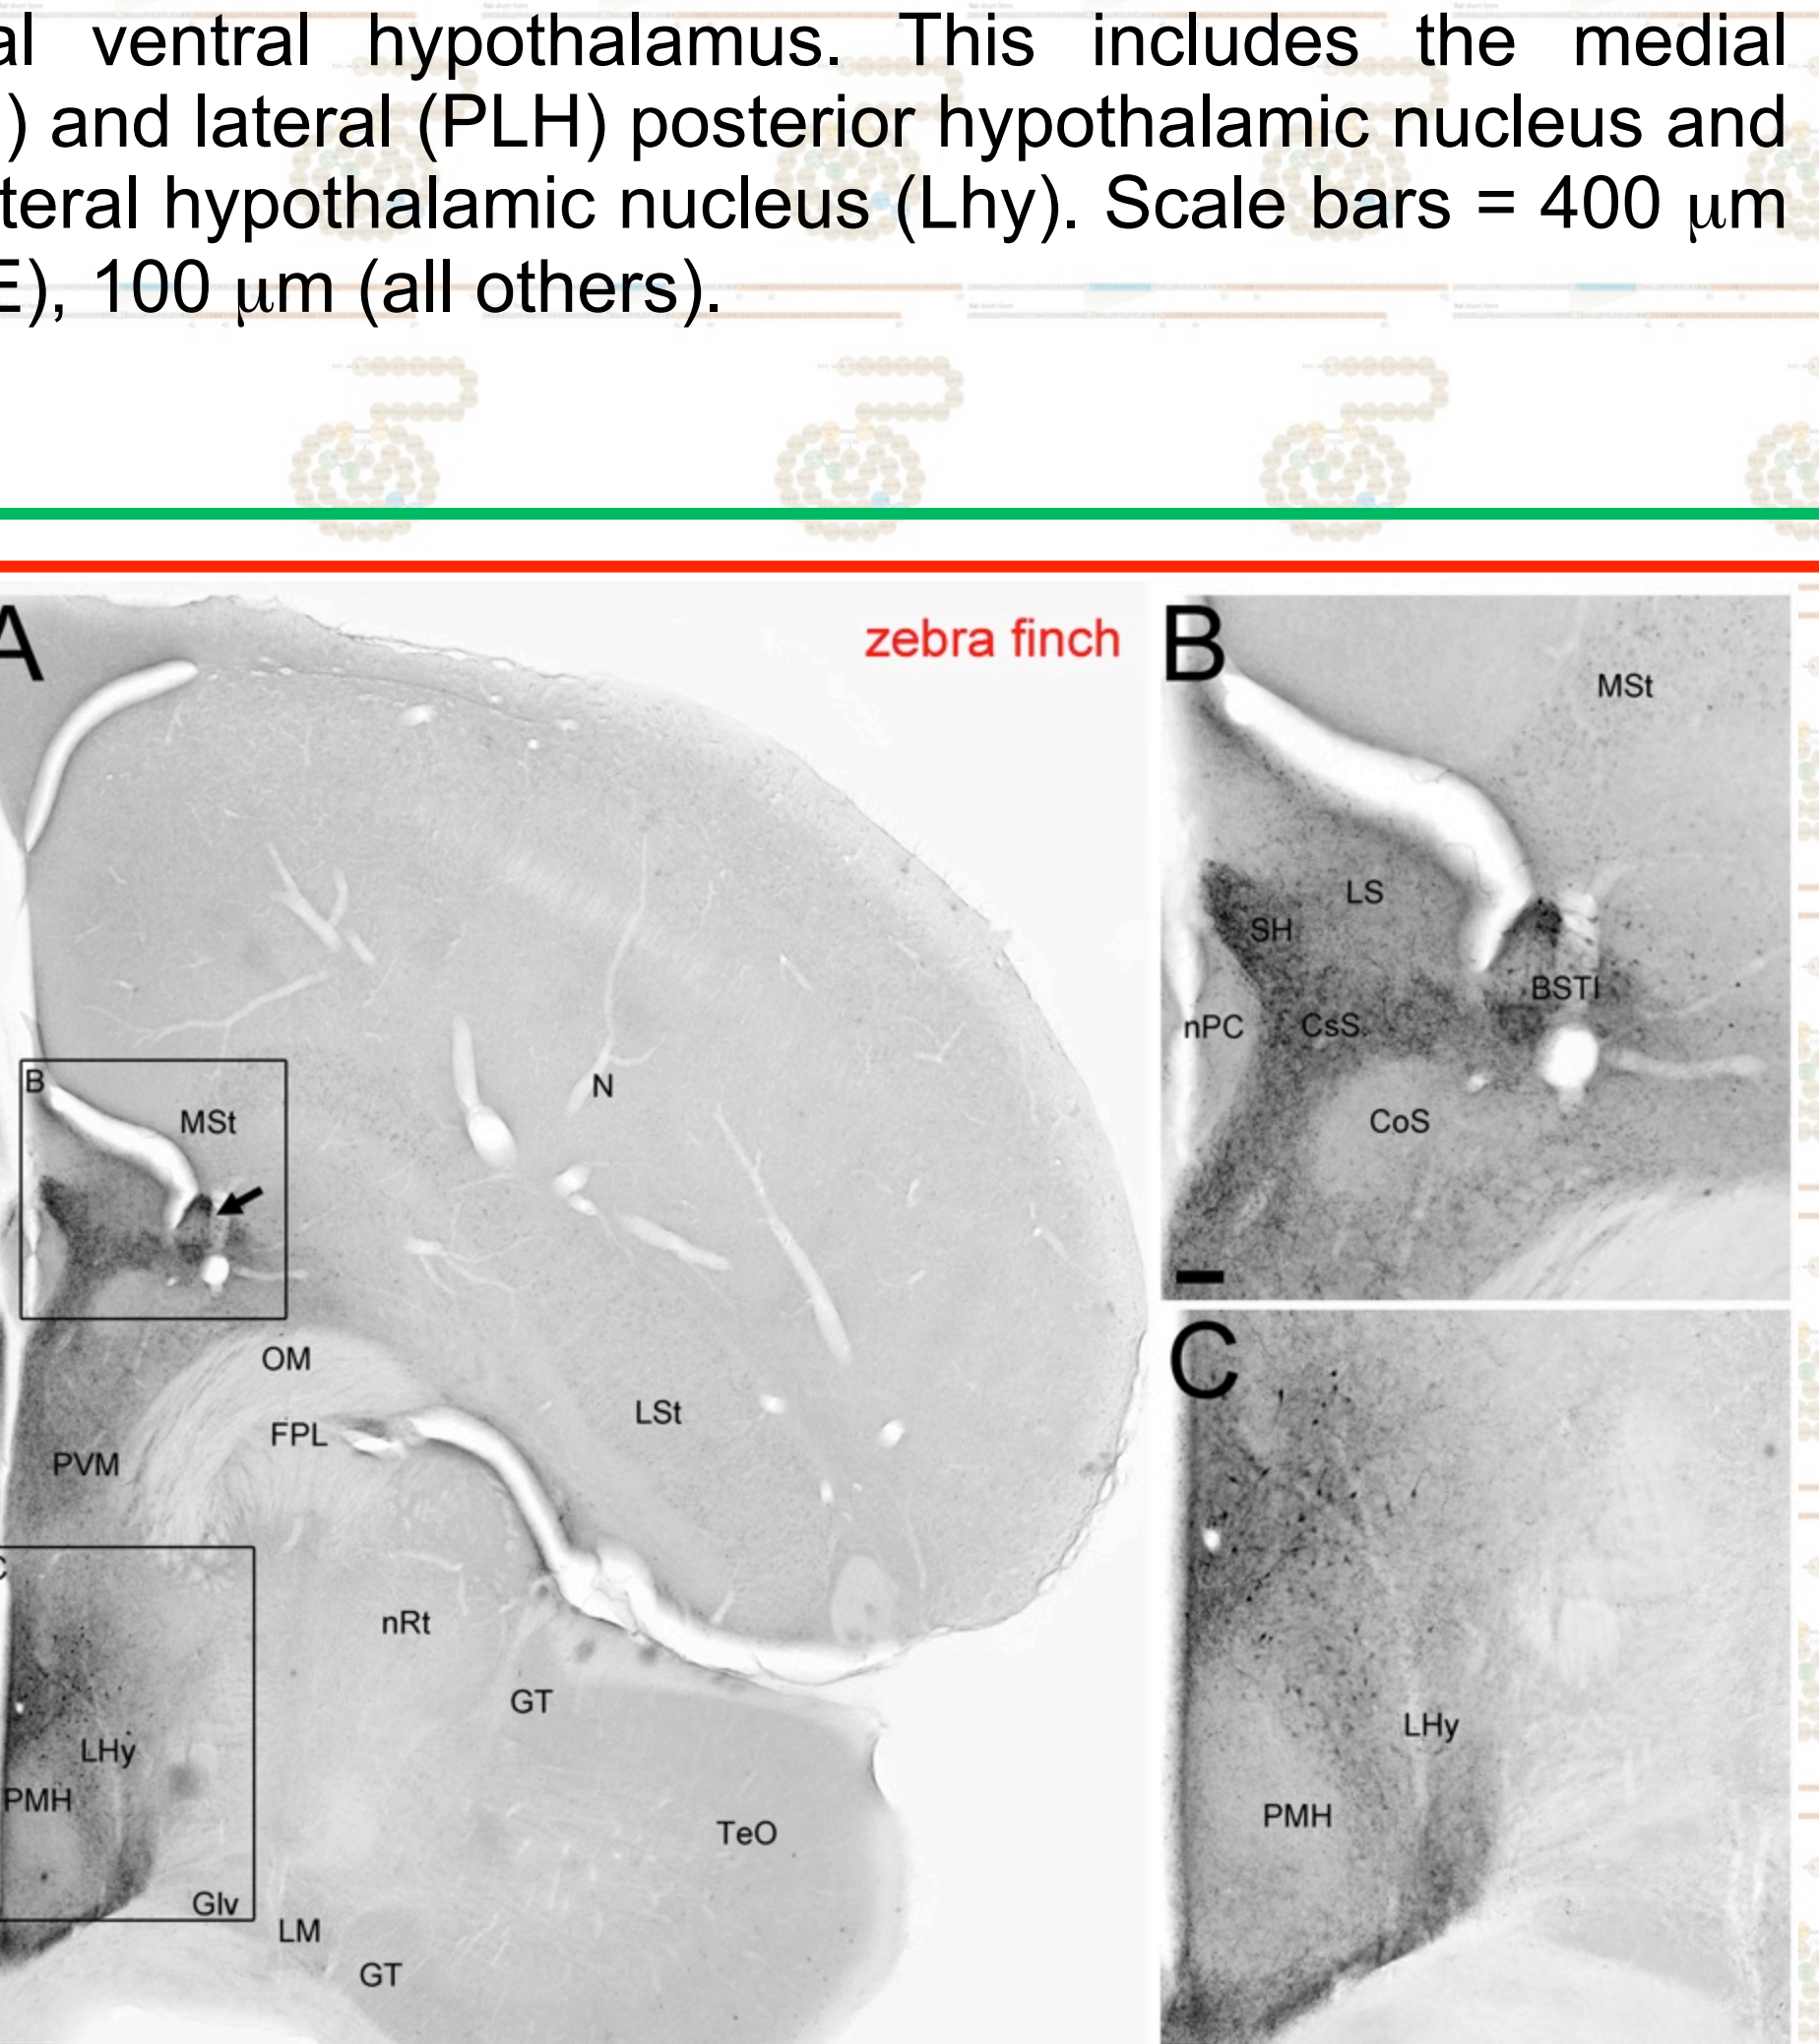 al ventral hypothalamus. This includes the medial
) and lateral (PLH) posterior hypothalamic nucleus and
teral hypothalamic nucleus (Lhy). Scale bars = 400 μm
E), 100 μm (all others).
A
zebra finch
B
MSt
OM
FPL
PVM
N
LSt
nRt
GT
C
LHy
PMH
Glv
LM
GT
TeO
B
MSt
LS
SH
BSTl
nPC
CsS
CoS
C
LHy
PMH